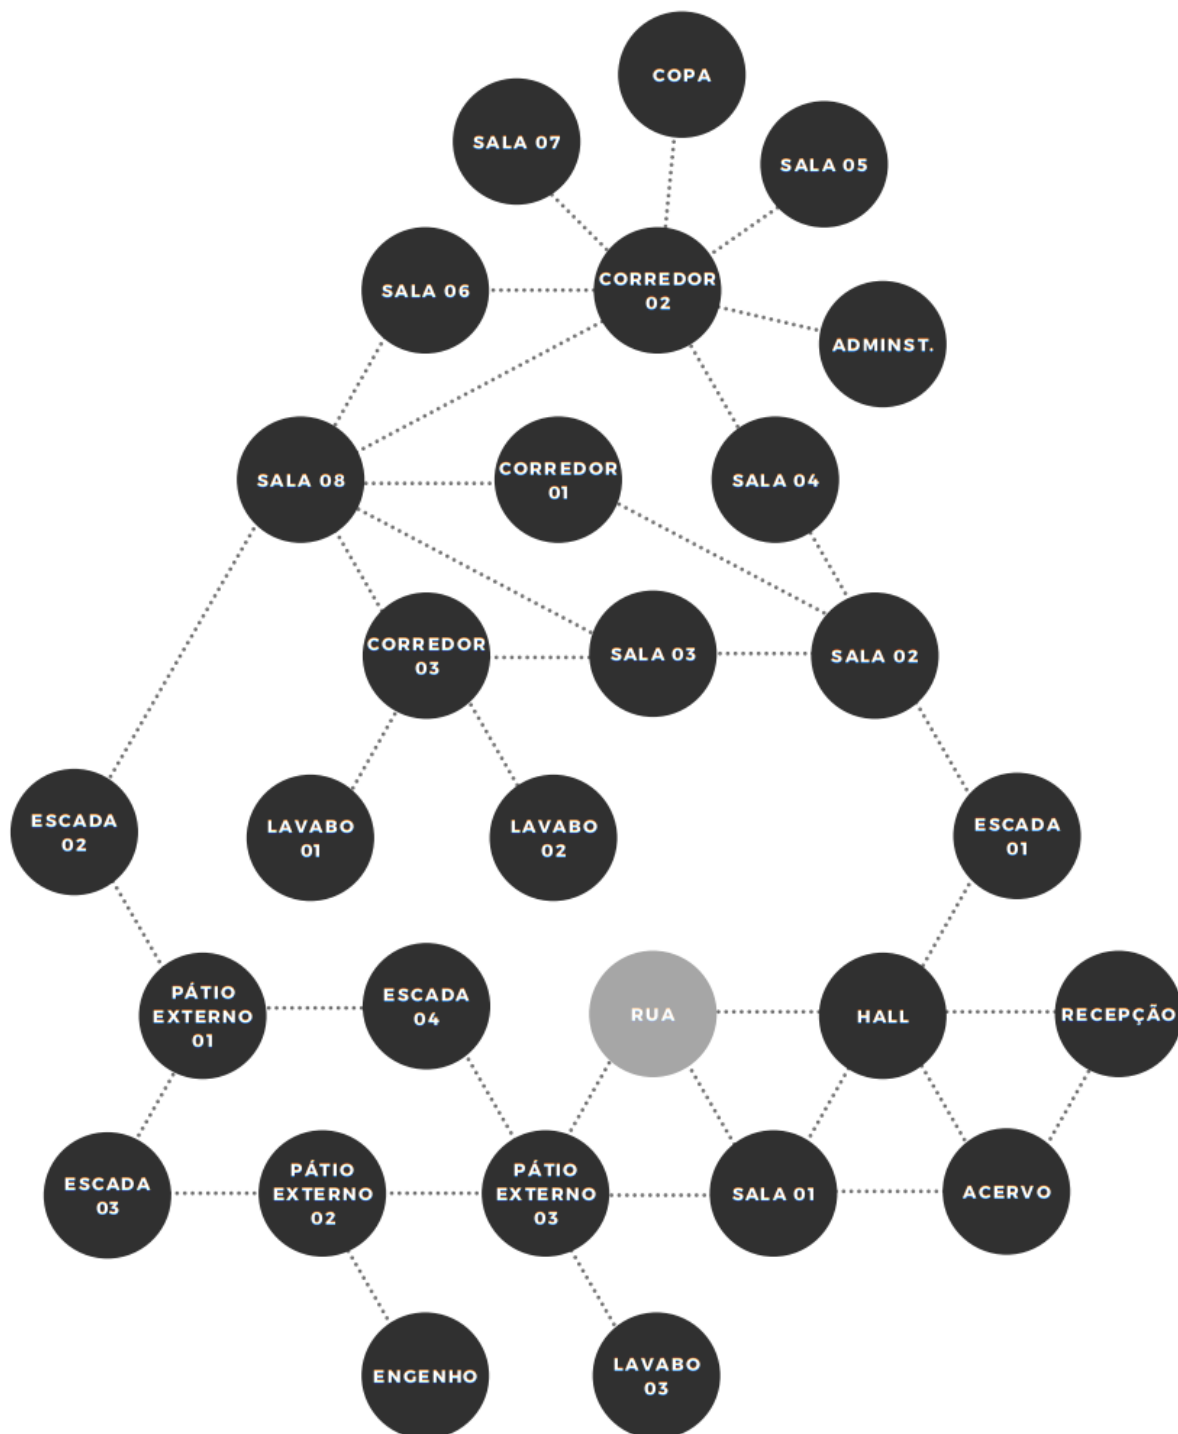 COPA
SALA 07
SALA 05
CORREDOR
02
SALA 06
ADMINST.
CORREDOR
01
SALA 08
SALA 04
CORREDOR
03
SALA 03
SALA 02
ESCADA
02
LAVABO
01
LAVABO
02
ESCADA
01
PÁTIO
EXTERNO
01
ESCADA
04
RUA
HALL
RECEPÇÃO
ESCADA
03
PÁTIO
EXTERNO
02
PÁTIO
EXTERNO
03
SALA 01
ACERVO
ENGENHO
LAVABO
03